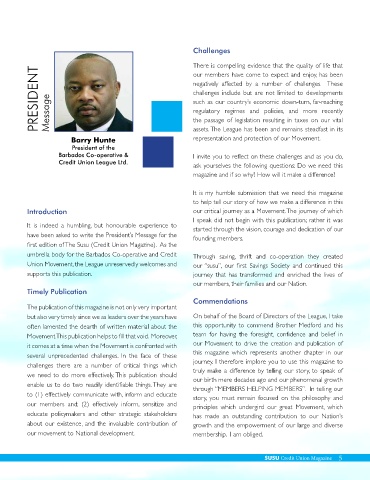 PRESIDENT
Message
Barry Hunte
President of the
Barbados Co-operative &
Credit Union League Ltd.
Introduction
It is indeed a humbling, but honourable experience to
have been asked to write the President's Message for the
first edition of The Susu (Credit Union Magazine). As the
umbrella body for the Barbados Co-operative and Credit
Union Movement, the League unreservedly welcomes and
supports this publication.
Timely Publication
The publication of this magazine is not only very important
but also very timely since we as leaders over the years have
often lamented the dearth of written material about the
Movement. This publication helps to fill that void. Moreover,
it comes at a time when the Movement is confronted with
several unprecedented challenges. In the face of these
challenges there are a number of critical things which
we need to do more effectively. This publication should
enable us to do two readily identifiable things. They are
to (1) effectively communicate with, inform and educate
our members and; (2) effectively inform, sensitize and
educate policymakers and other strategic stakeholders
about our existence, and the invaluable contribution of
our movement to National development.
Challenges
There is compelling evidence that the quality of life that
our members have come to expect and enjoy, has been
negatively affected by a number of challenges. These
challenges include but are not limited to developments
such as our country's economic down-turn, far-reaching
regulatory regimes and policies, and more recently
the passage of legislation resulting in taxes on our vital
assets. The League has been and remains steadfast in its
representation and protection of our Movement.
I invite you to reflect on these challenges and as you do,
ask yourselves the following questions: Do we need this
magazine and if so why? How will it make a difference?
It is my humble submission that we need this magazine
to help tell our story of how we make a difference in this
our critical journey as a Movement. The journey of which
I speak did not begin with this publication; rather it was
started through the vision, courage and dedication of our
founding members.
Through saving, thrift and co-operation they created
our "susu", our first Savings Society and continued this
journey that has transformed and enriched the lives of
our members, their families and our Nation.
Commendations
On behalf of the Board of Directors of the League, I take
this opportunity to commend Brother Medford and his
team for having the foresight, confidence and belief in
our Movement to drive the creation and publication of
this magazine which represents another chapter in our
journey. I therefore implore you to use this magazine to
truly make a difference by telling our story, to speak of
our birth mere decades ago and our phenomenal growth
through "MEMBERS HELPING MEMBERS". In telling our
story, you must remain focused on the philosophy and
principles which undergird our great Movement, which
has made an outstanding contribution to our Nation's
growth and the empowerment of our large and diverse
membership. I am obliged.
SUSU Credit Union Magazine 5